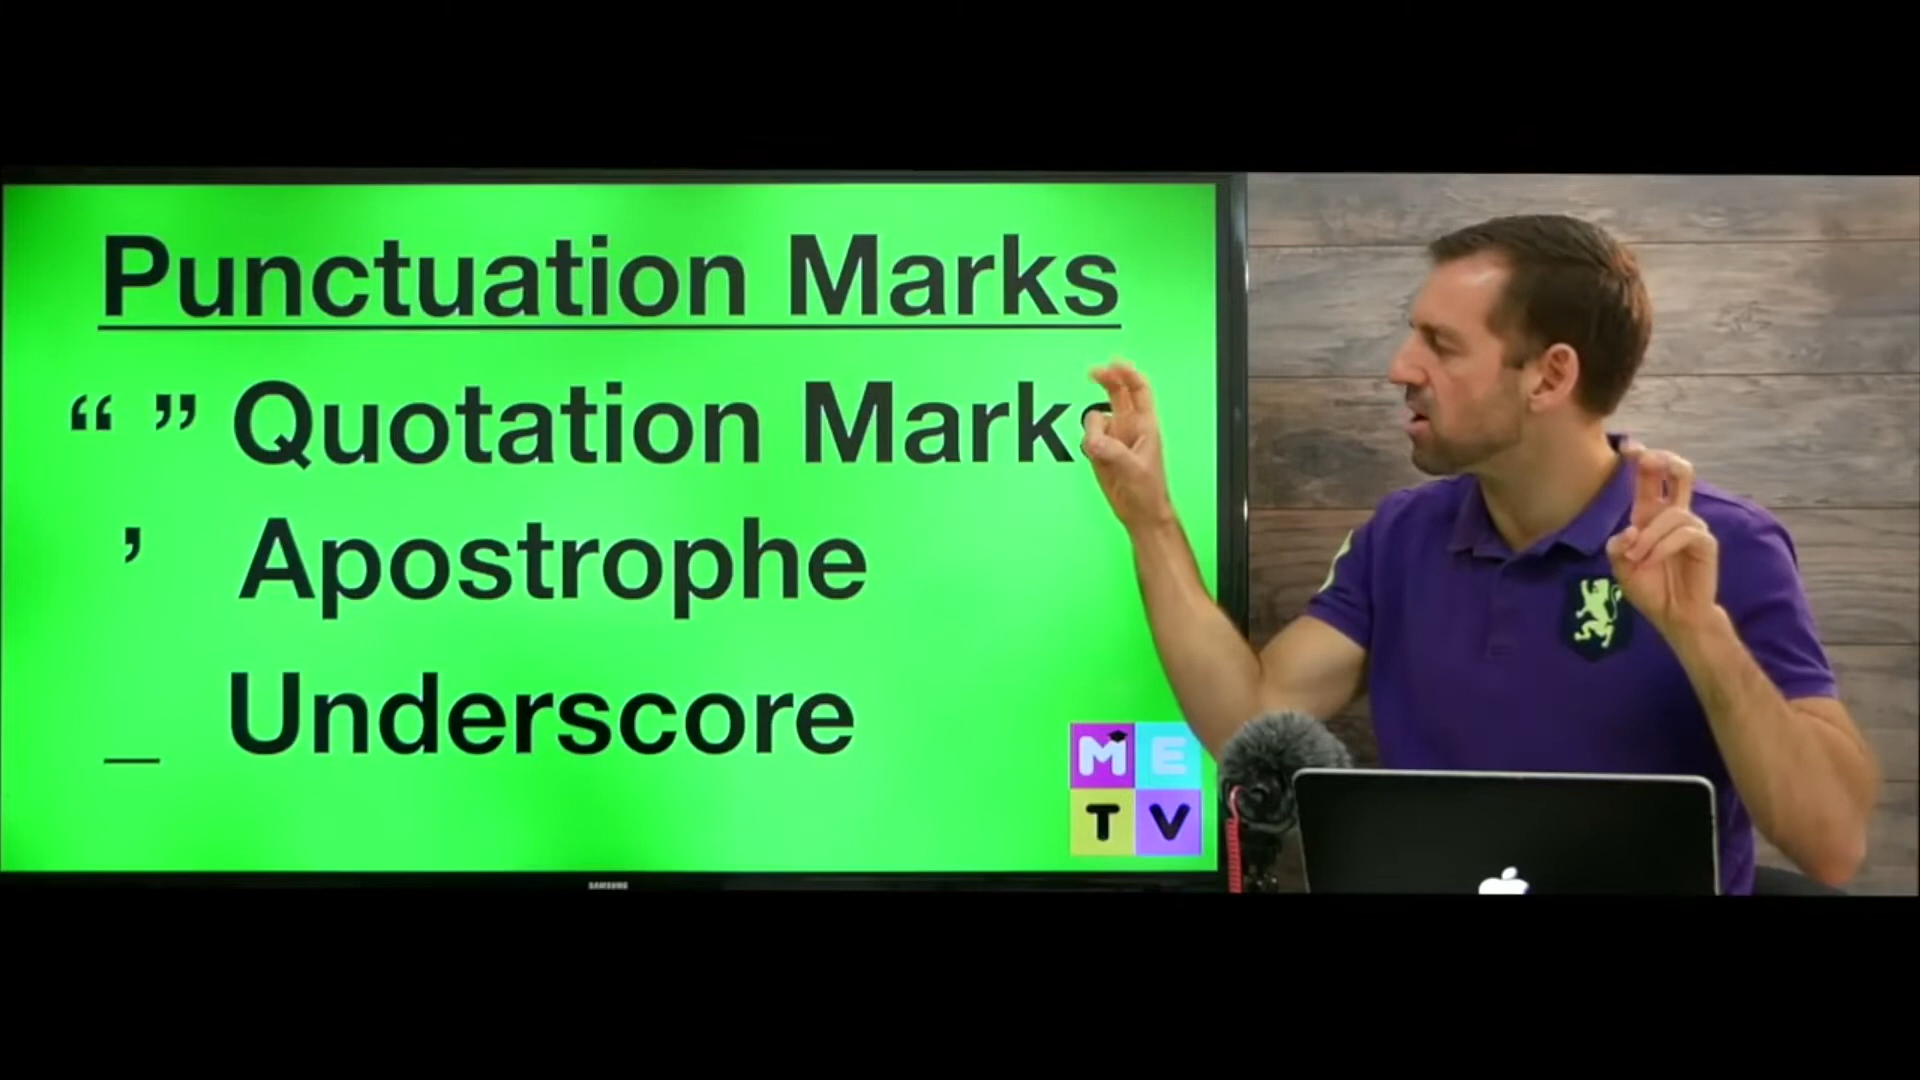 Punctuation Marks
“ ” Quotation Marks
’ Apostrophe
_ Underscore
M E
T V
SAMSUNG